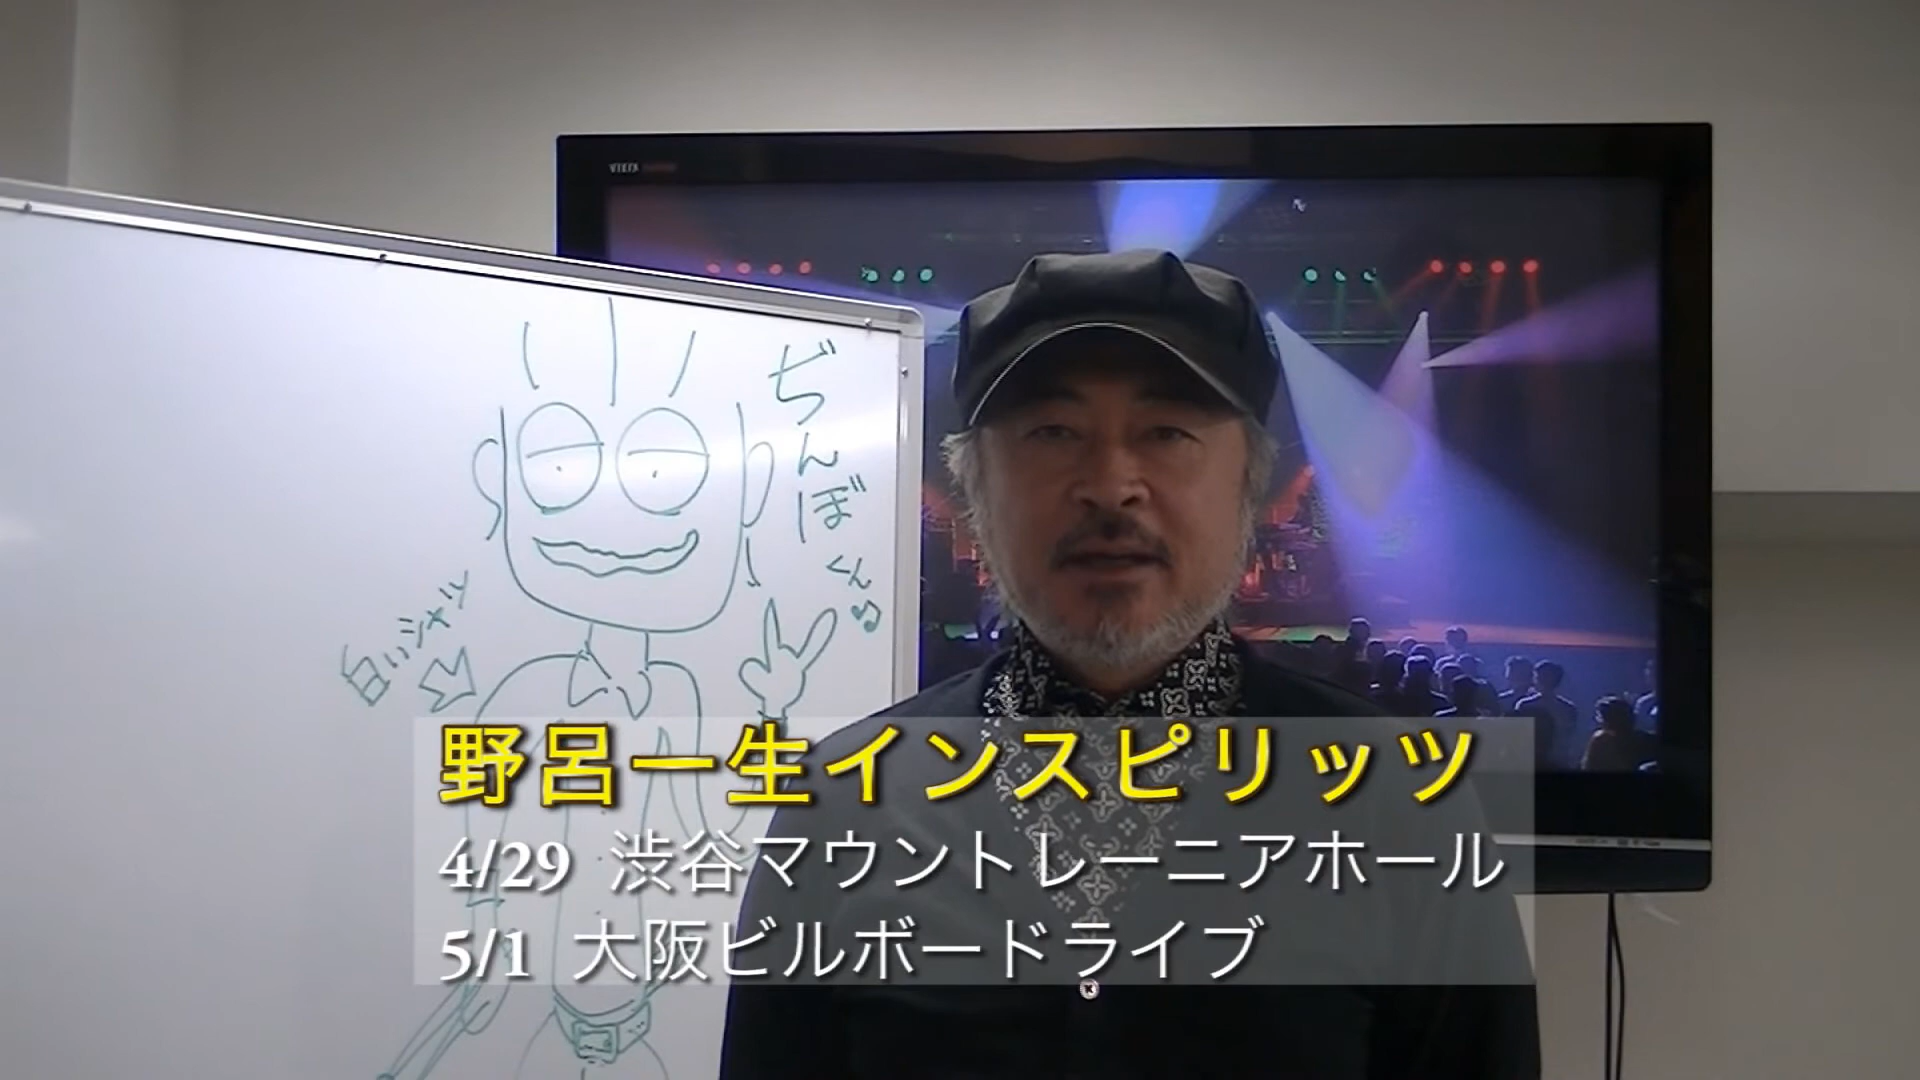 VIERA
ぢんぼくん♪
白いシャツ
野呂一生インスピリッツ
4/29 渋谷マウントレーニアホール
5/1 大阪ビルボードライブ